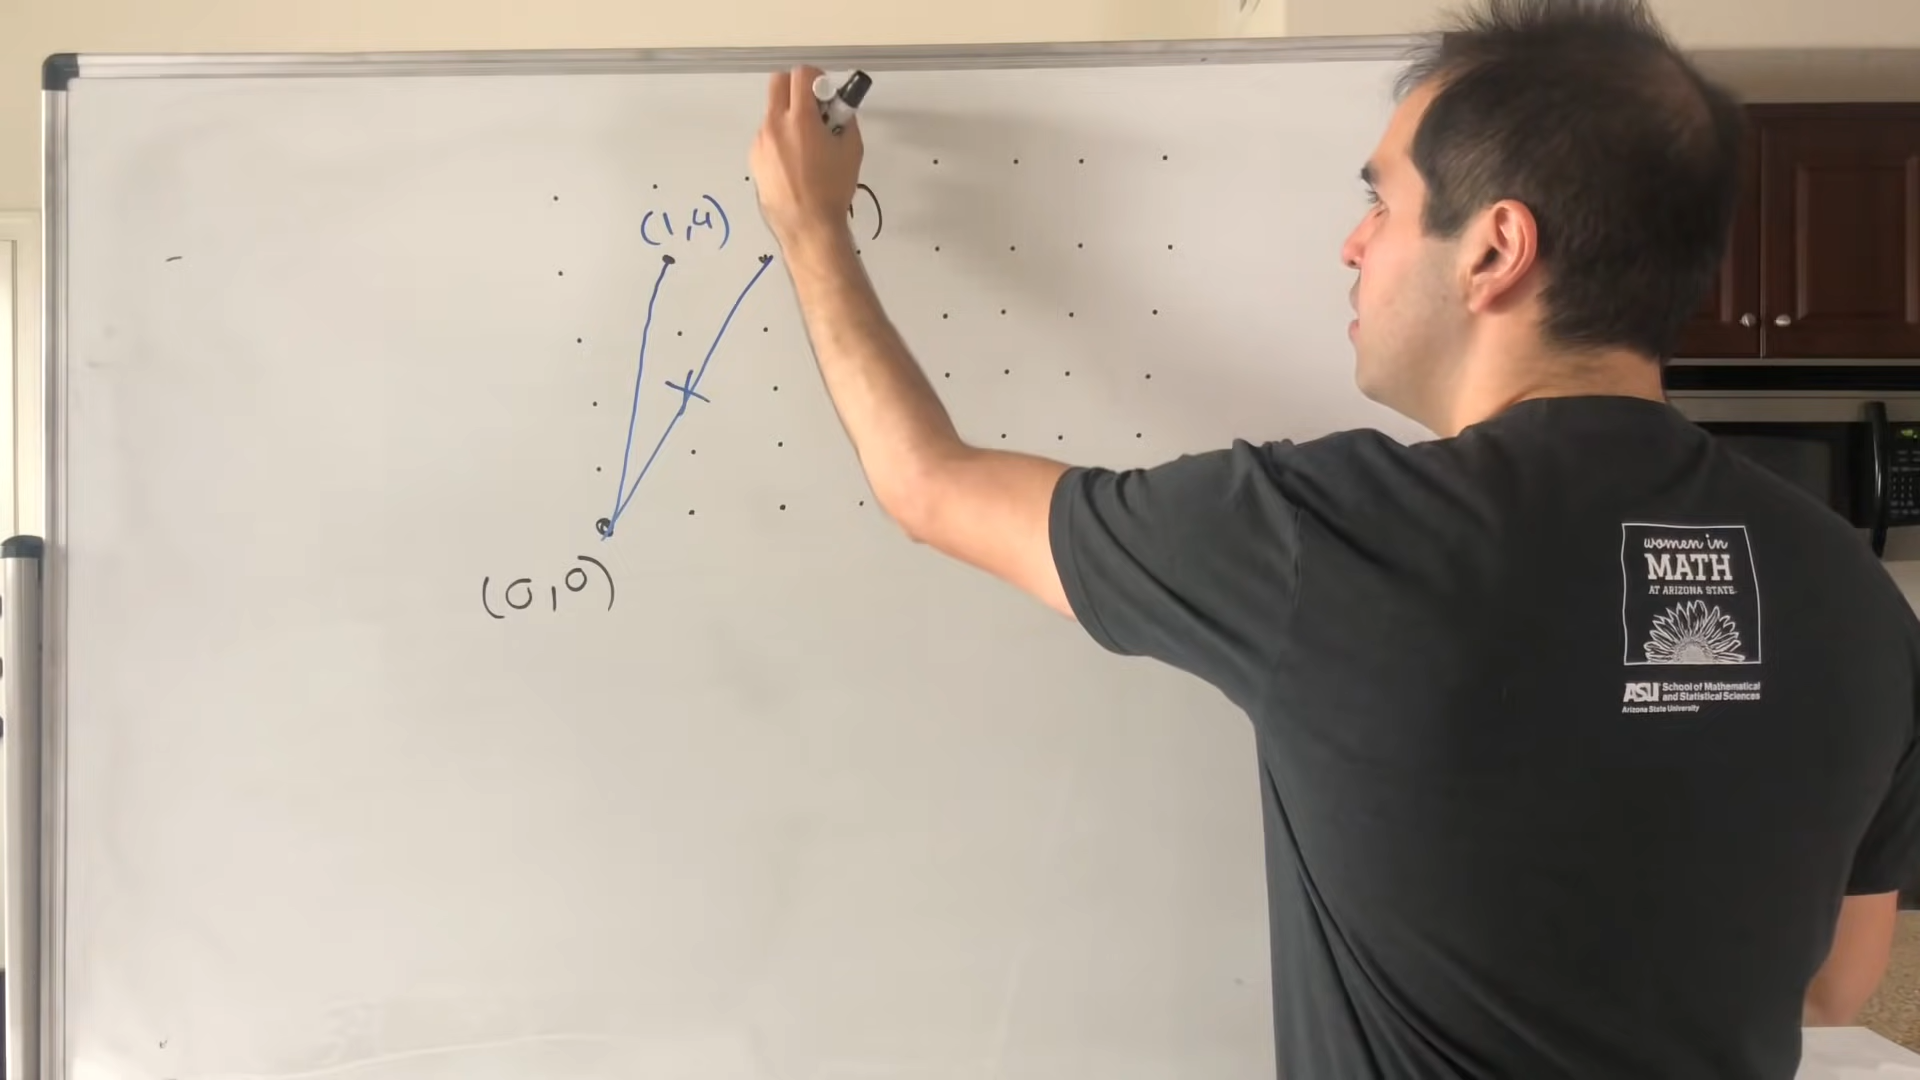 (1,4)
)
(0,0)
women in
MATH
AT ARIZONA STATE
ASU School of Mathematical
and Statistical Sciences
Arizona State University